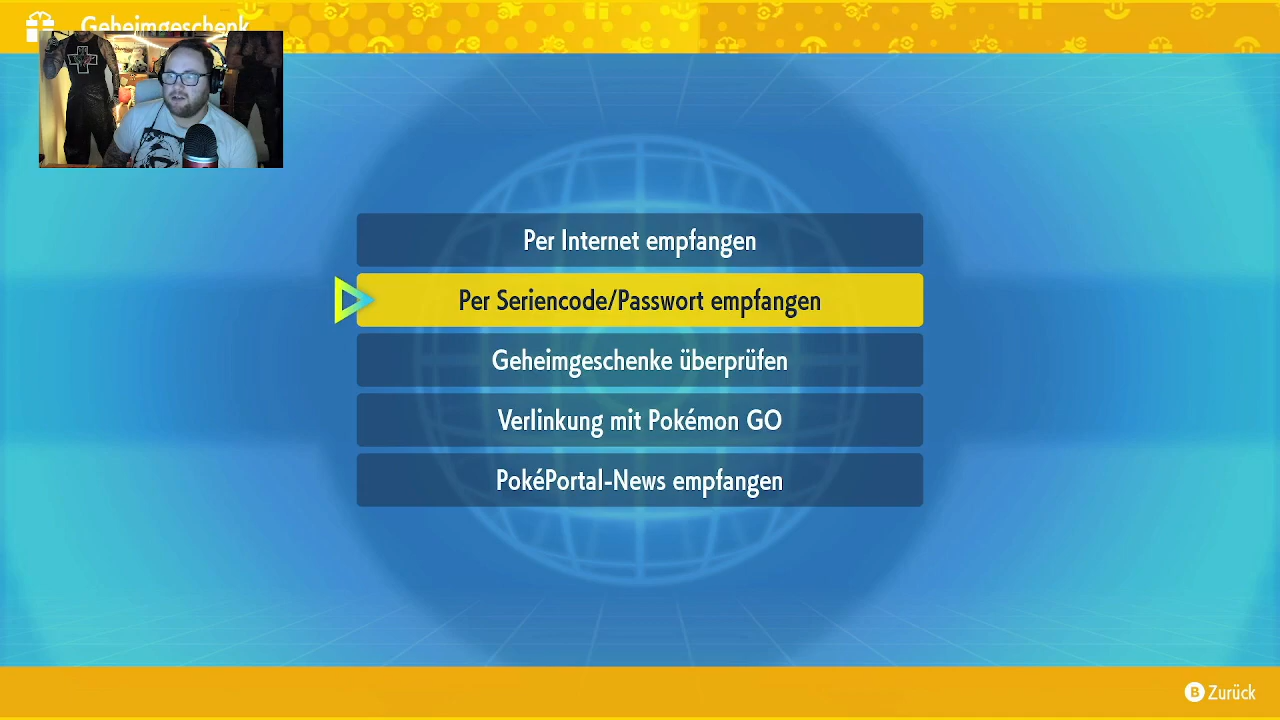 Geheimgeschenk
Per Internet empfangen
Per Seriencode/Passwort empfangen
Geheimgeschenke überprüfen
Verlinkung mit Pokémon GO
PokéPortal-News empfangen
B Zurück